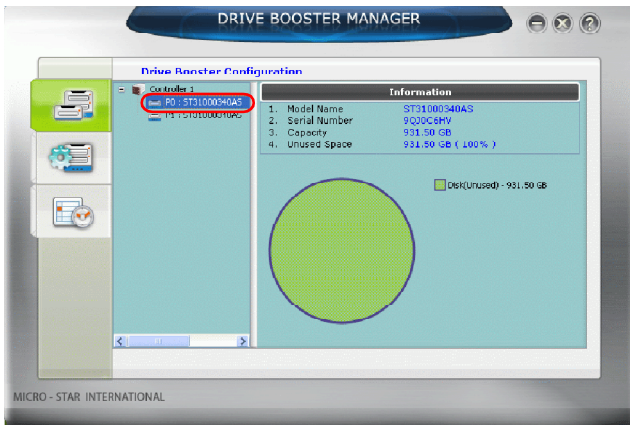 DRIVE BOOSTER MANAGER
Drive Booster Configuration
Controller 1
P0 : ST31000340AS
P1 : ST31000340AS
Information
1. Model Name ST31000340AS
2. Serial Number 9QJ0C6HV
3. Capacity 931.50 GB
4. Unused Space 931.50 GB ( 100% )
Disk(Unused) - 931.50 GB
MICRO - STAR INTERNATIONAL